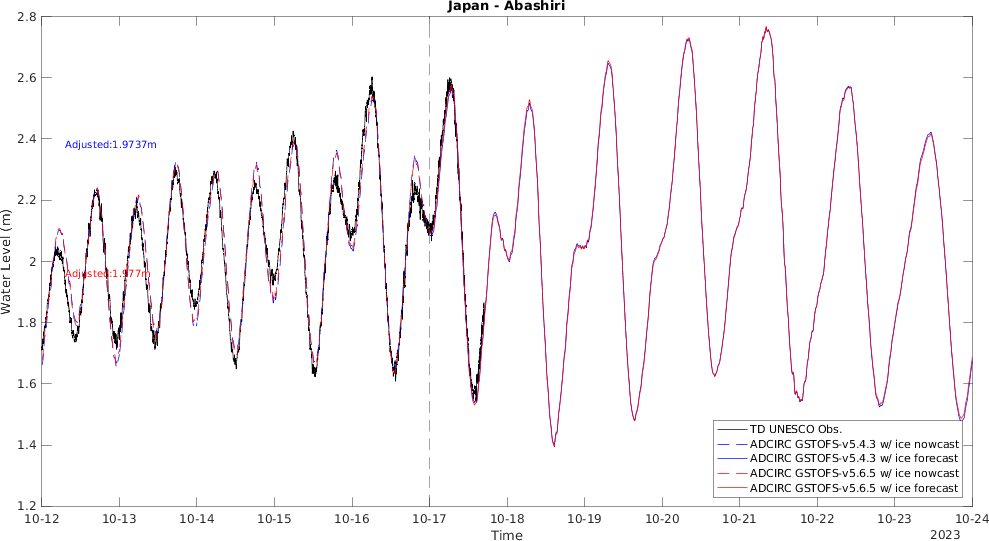 Japan - Abashiri
2.8
2.6
2.4
2.2
2
1.8
1.6
1.4
1.2
Water Level (m)
Adjusted:1.9737m
Adjusted:1.977m
TD UNESCO Obs.
ADCIRC GSTOFS-v5.4.3 w/ ice nowcast
ADCIRC GSTOFS-v5.4.3 w/ ice forecast
ADCIRC GSTOFS-v5.6.5 w/ ice nowcast
ADCIRC GSTOFS-v5.6.5 w/ ice forecast
10-12 10-13 10-14 10-15 10-16 10-17 10-18 10-19 10-20 10-21 10-22 10-23 10-24
Time
2023